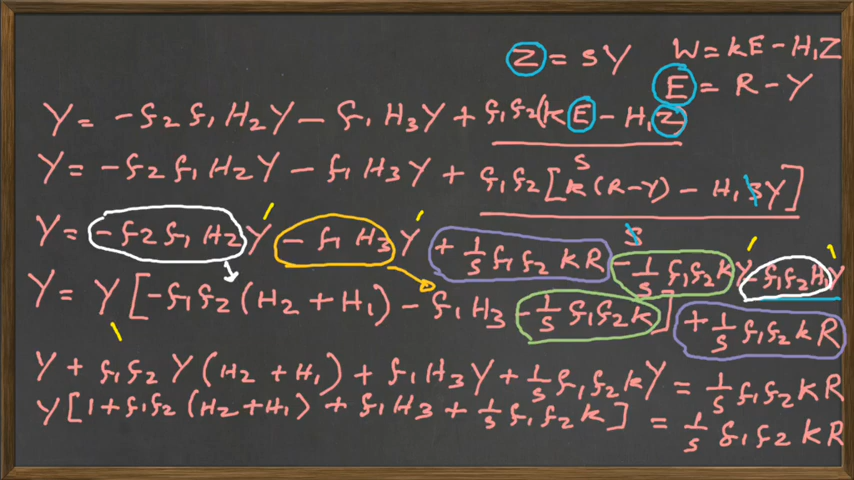 Z = sY W = kE - H₁Z
E = R - Y
Y = -G₂G₁H₂Y - G₁H₃Y + G₁G₂(kE - H₁Z
Y = -G₂G₁H₂Y - G₁H₃Y + G₁G₂[k(R-Y) - H₁sY]
s
Y = -G₂G₁H₂Y - G₁H₃Y + 1/s G₁G₂kR - 1/s G₁G₂kY - G₁G₂H₁Y
s
Y = Y[-G₁G₂(H₂+H₁) - G₁H₃ - 1/s G₁G₂k] + 1/s G₁G₂kR
Y + G₁G₂Y(H₂+H₁) + G₁H₃Y + 1/s G₁G₂kY = 1/s G₁G₂kR
Y[1+G₁G₂(H₂+H₁) + G₁H₃ + 1/s G₁G₂k] = 1/s G₁G₂kR